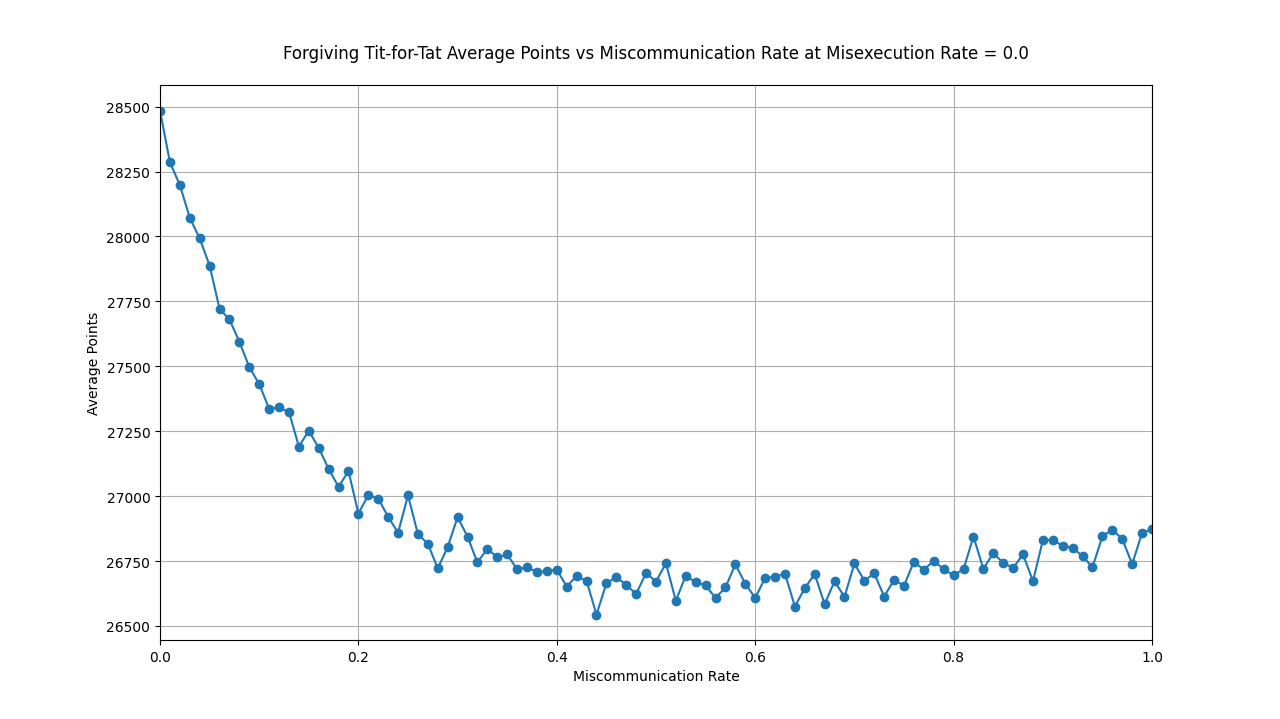 Forgiving Tit-for-Tat Average Points vs Miscommunication Rate at Misexecution Rate = 0.0
28500
28250
28000
27750
27500
27250
27000
26750
26500
Average Points
0.0 0.2 0.4 0.6 0.8 1.0
Miscommunication Rate